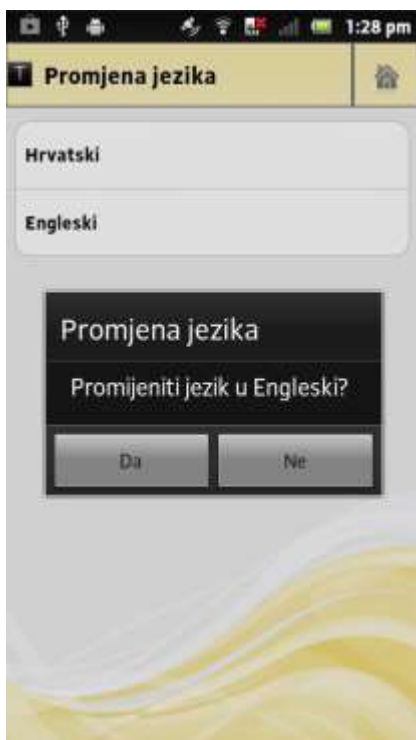 1:28 pm
T Promjena jezika
Hrvatski
Engleski
Promjena jezika
Promijeniti jezik u Engleski?
Da Ne